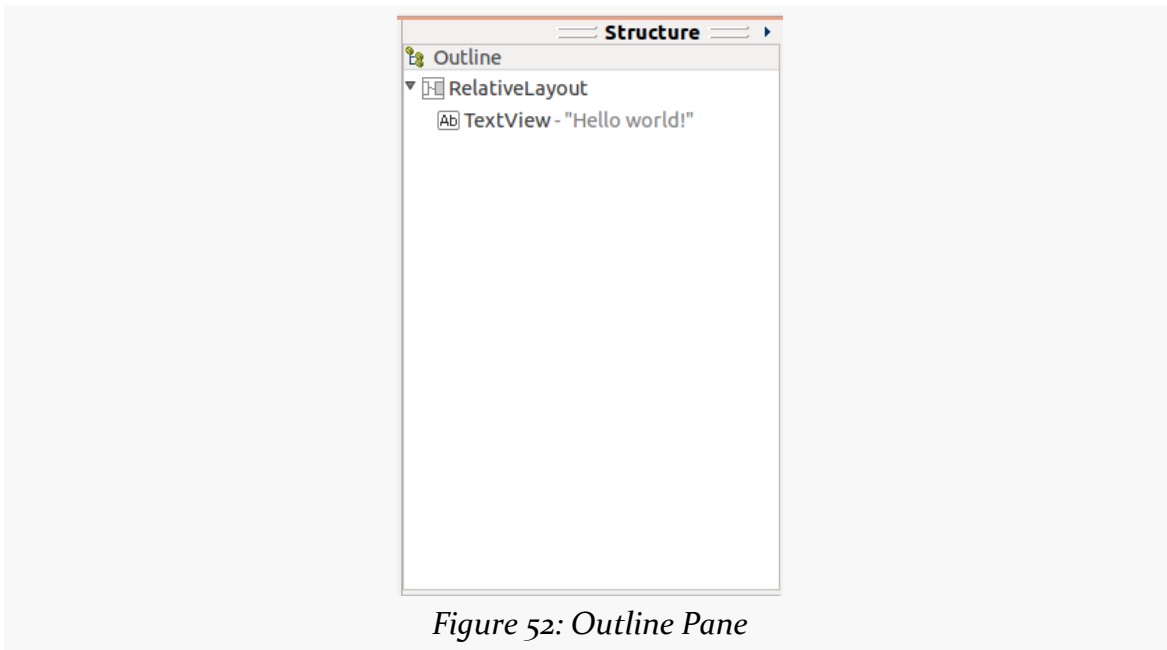 Structure
Outline
RelativeLayout
Ab TextView - "Hello world!"
Figure 52: Outline Pane